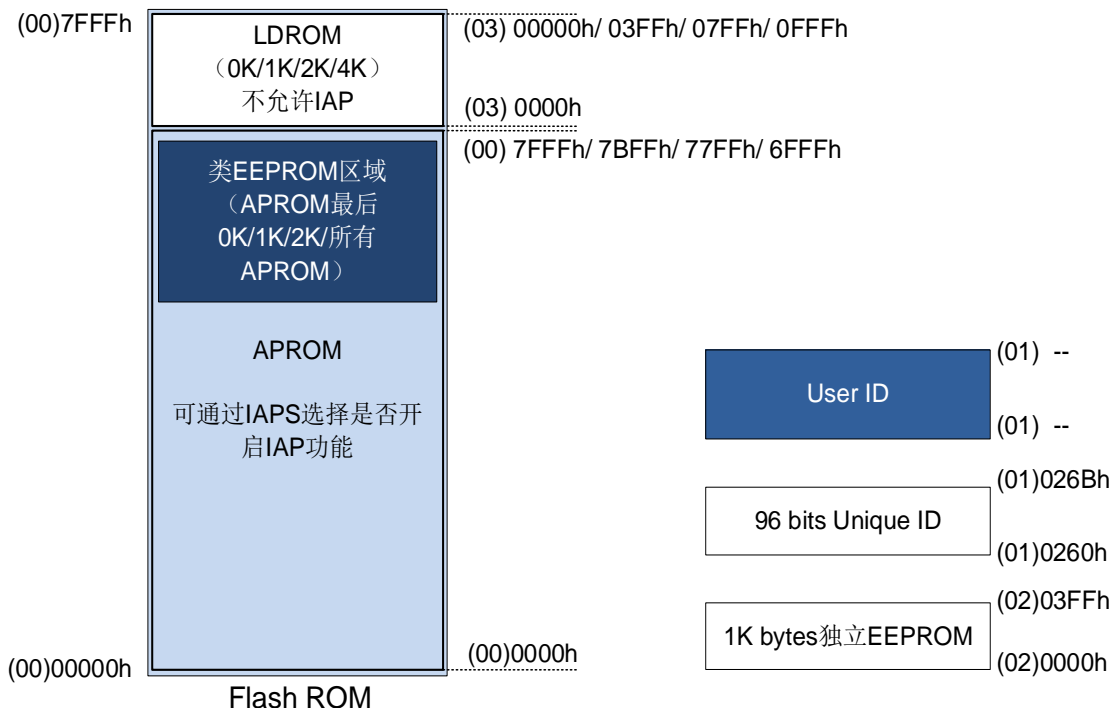 (00)7FFFh
LDROM
（0K/1K/2K/4K）
不允许IAP
(03) 00000h/ 03FFh/ 07FFh/ 0FFFh
(03) 0000h
(00) 7FFFh/ 7BFFh/ 77FFh/ 6FFFh
类EEPROM区域
（APROM最后
0K/1K/2K/所有
APROM）
APROM
可通过IAPS选择是否开
启IAP功能
(00)0000h
(00)00000h
Flash ROM
(01) --
User ID
(01) --
(01)026Bh
96 bits Unique ID
(01)0260h
(02)03FFh
1K bytes独立EEPROM
(02)0000h